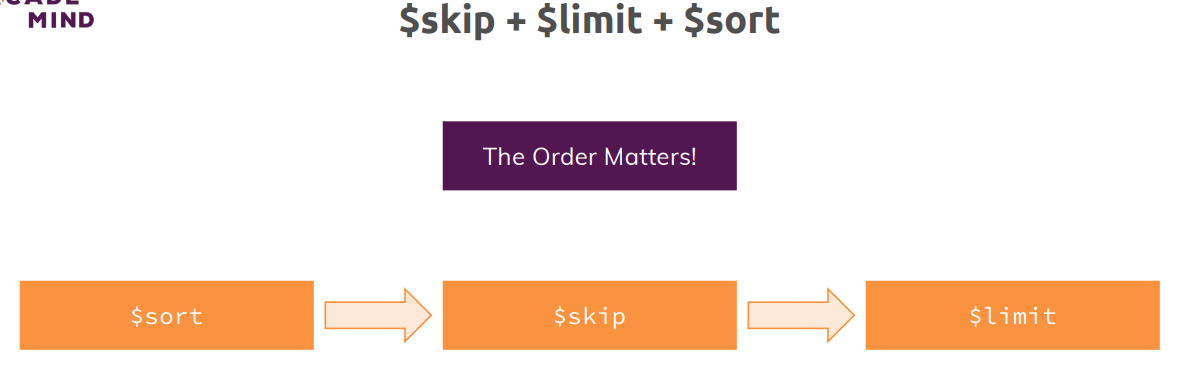 MIND
$skip + $limit + $sort
The Order Matters!
$sort
$skip
$limit